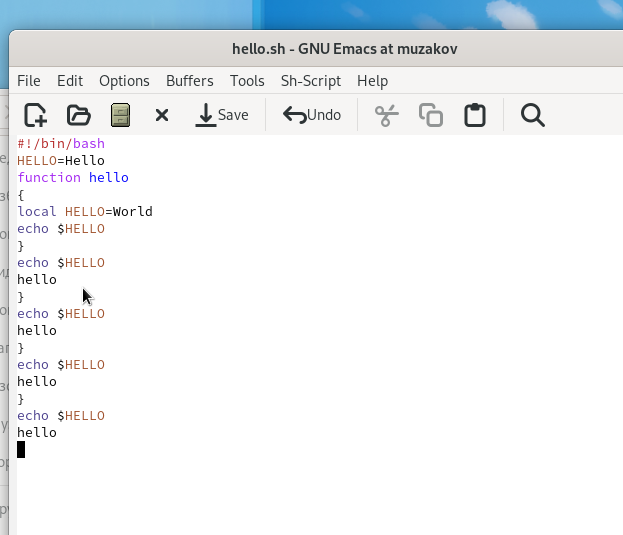 hello.sh - GNU Emacs at muzakov
File Edit Options Buffers Tools Sh-Script Help
Save Undo
#!/bin/bash
HELLO=Hello
function hello
{
local HELLO=World
echo $HELLO
}
echo $HELLO
hello
}
echo $HELLO
hello
}
echo $HELLO
hello
}
echo $HELLO
hello